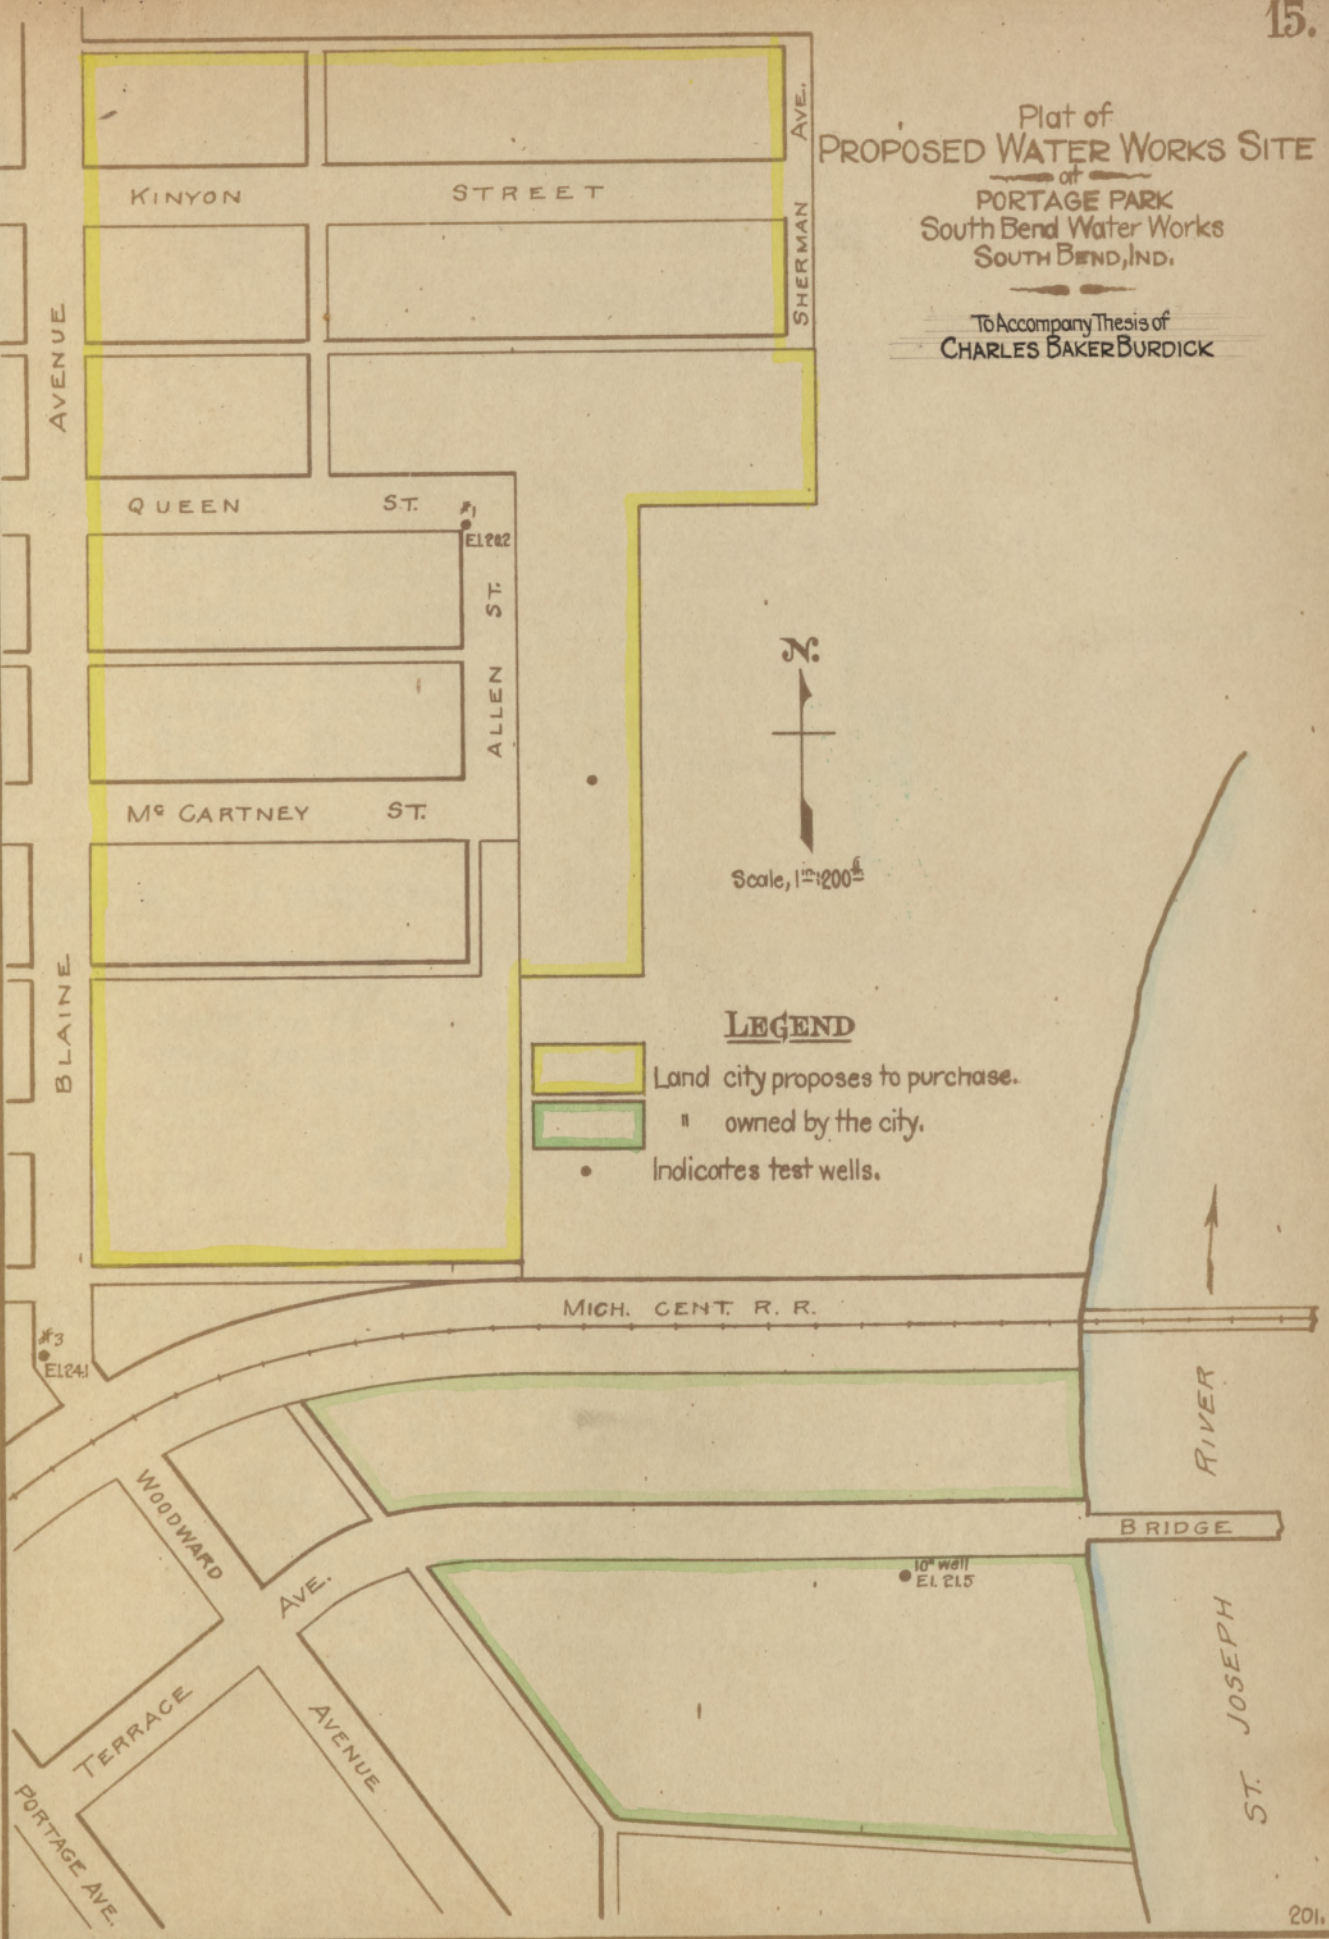 15.
Plat of
PROPOSED WATER WORKS SITE
at
PORTAGE PARK
South Bend Water Works
SOUTH BEND, IND.
To Accompany Thesis of
CHARLES BAKER BURDICK
KINYON STREET
SHERMAN AVE.
BLAINE AVENUE
QUEEN ST.
#1
ALLEN ST.
N.
Mc CARTNEY ST.
Scale, 1in=200ft
LEGEND
Land city proposes to purchase.
" owned by the city.
Indicates test wells.
MICH. CENT. R. R.
#3
El.24.1
RIVER
ST. JOSEPH
BRIDGE
10" well
El. 21.5
WOODWARD AVENUE
TERRACE AVE.
PORTAGE AVE.
201.